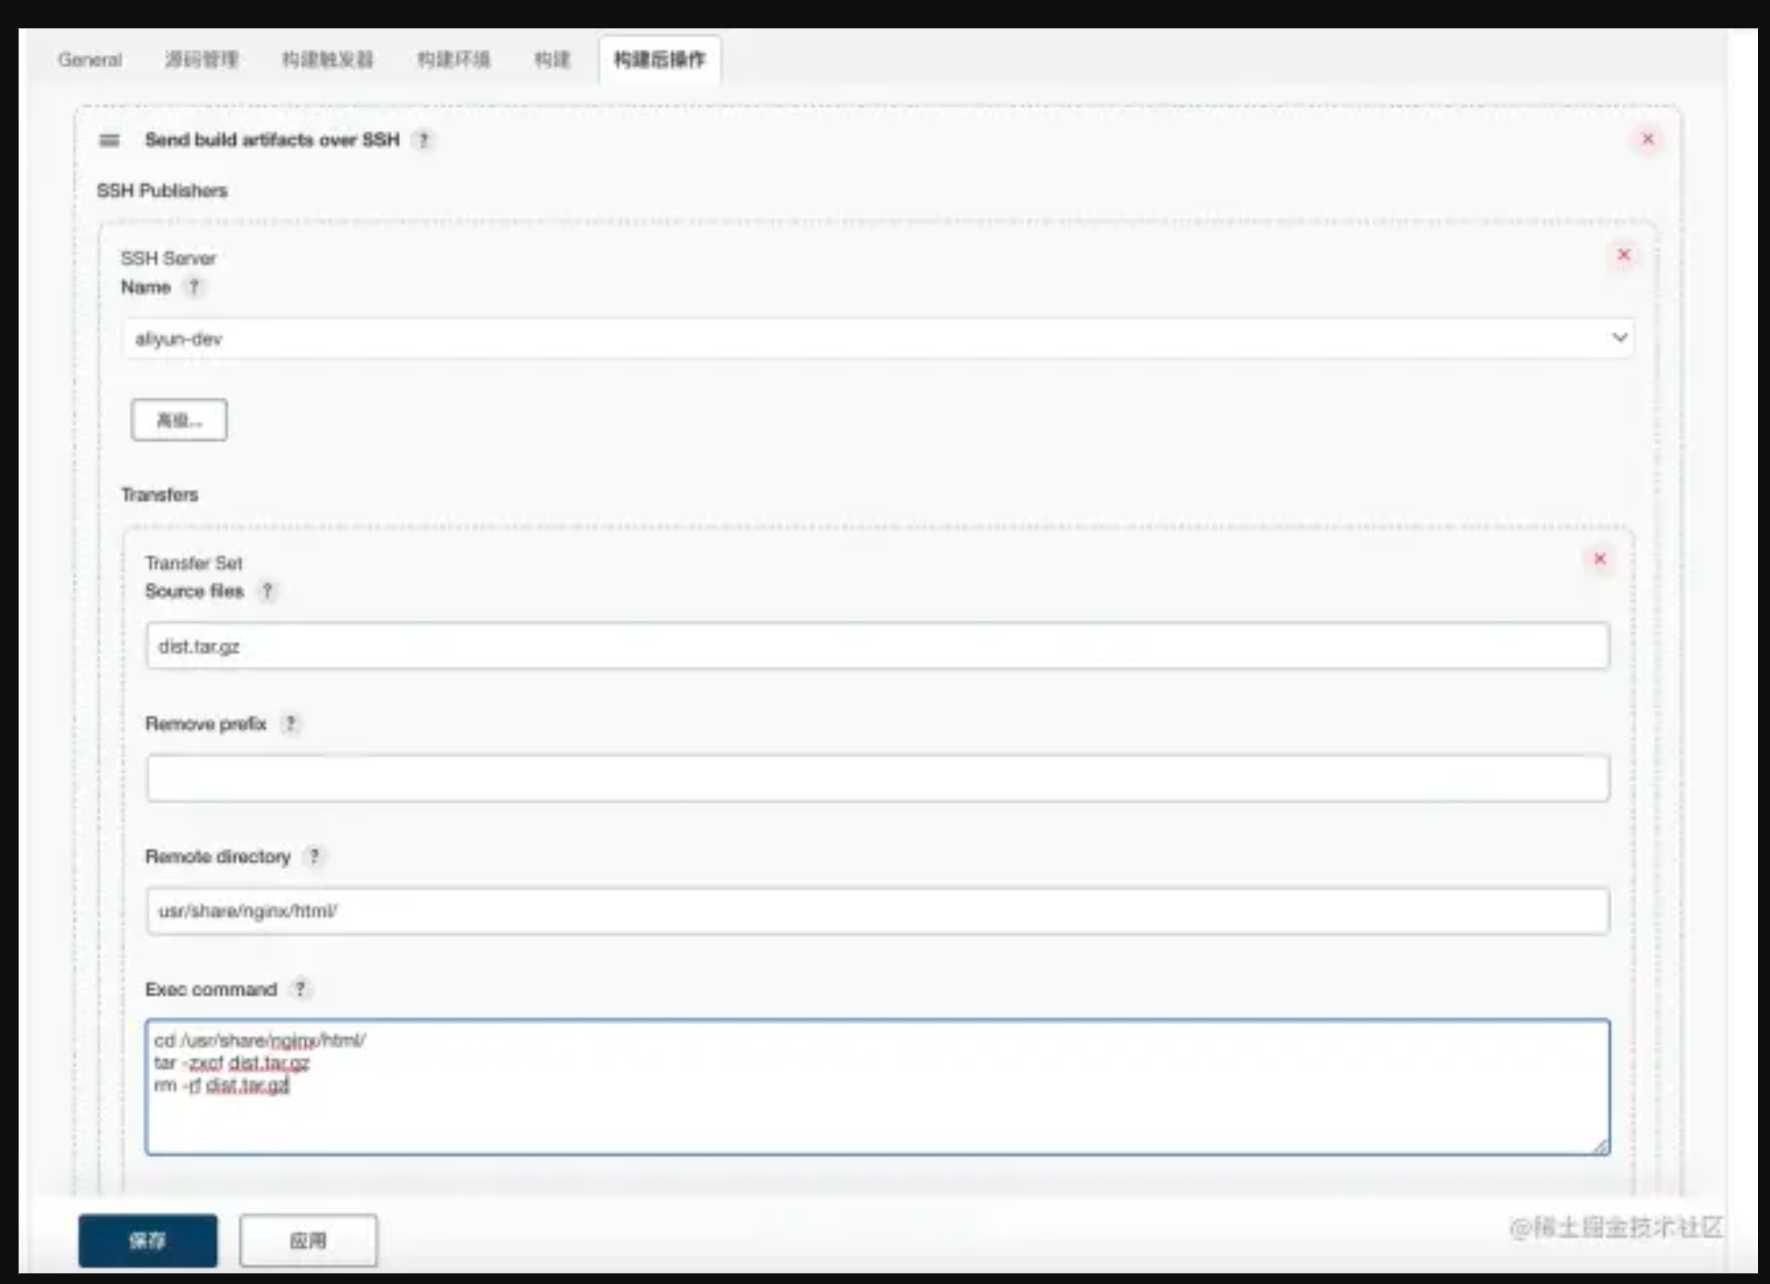 General 源码管理 构建触发器 构建环境 构建 构建后操作
Send build artifacts over SSH ?
SSH Publishers
SSH Server
Name ?
aliyun-dev
高级...
Transfers
Transfer Set
Source files ?
dist.tar.gz
Remove prefix ?
Remote directory ?
usr/share/nginx/html/
Exec command ?
cd /usr/share/nginx/html/
tar -zxcf dist.tar.gz
rm -rf dist.tar.gz
保存 应用
@稀土掘金技术社区